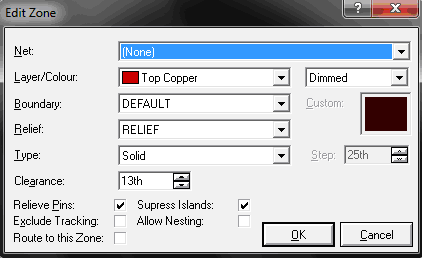 Edit Zone
Net: (None)
Layer/Colour: Top Copper Dimmed
Boundary: DEFAULT Custom:
Relief: RELIEF
Type: Solid Step: 25th
Clearance: 13th
Relieve Pins: Supress Islands:
Exclude Tracking: Allow Nesting:
Route to this Zone: OK Cancel